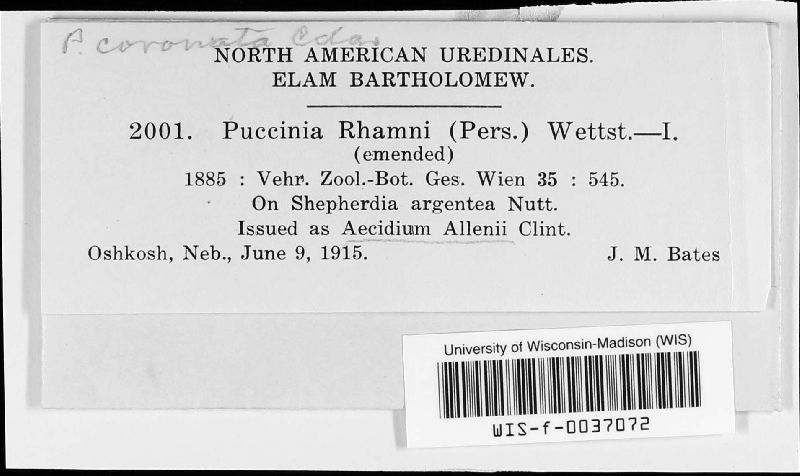 P. coronata Cda.
NORTH AMERICAN UREDINALES.
ELAM BARTHOLOMEW.
2001. Puccinia Rhamni (Pers.) Wettst.—I.
(emended)
1885 : Vehr. Zool.-Bot. Ges. Wien 35 : 545.
On Shepherdia argentea Nutt.
Issued as Aecidium Allenii Clint.
Oshkosh, Neb., June 9, 1915. J. M. Bates
University of Wisconsin-Madison (WIS)
WIS-f-0037072